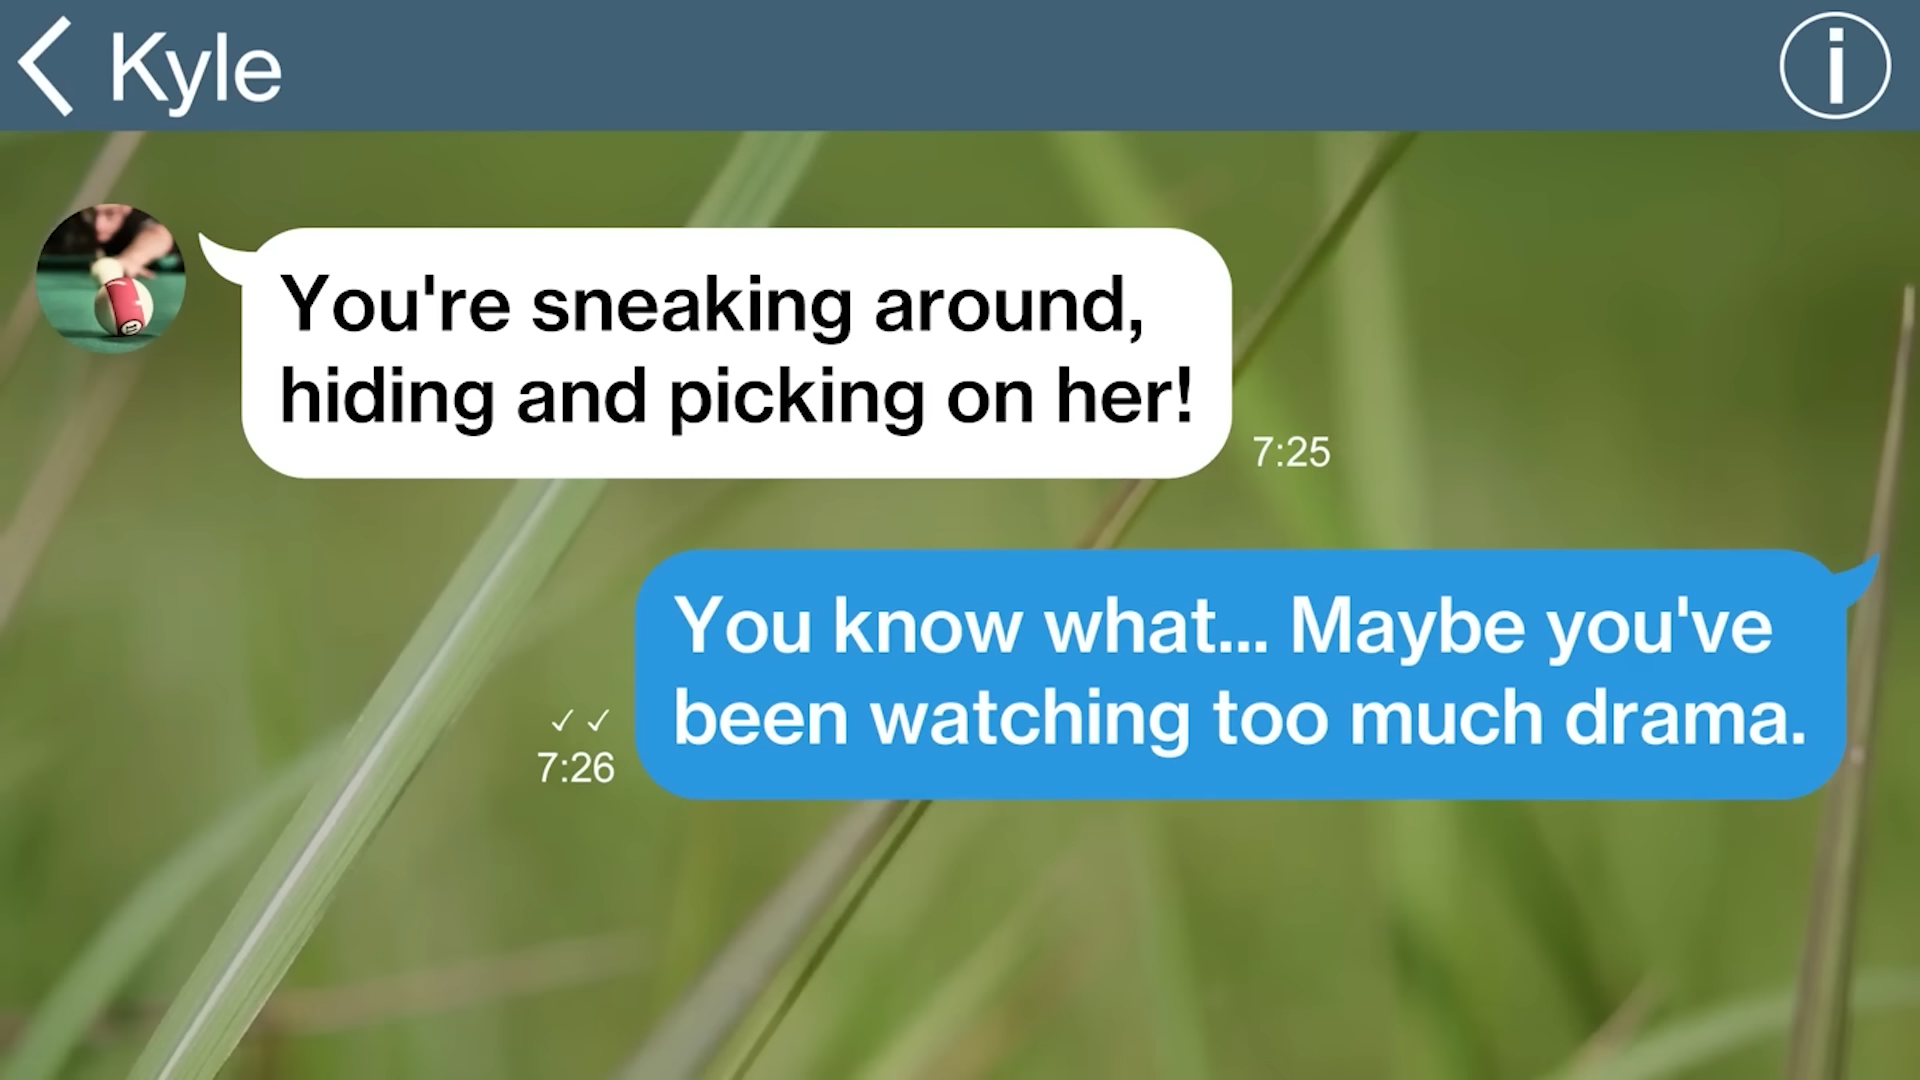 Kyle
You're sneaking around,
hiding and picking on her!
7:25
You know what... Maybe you've
been watching too much drama.
7:26